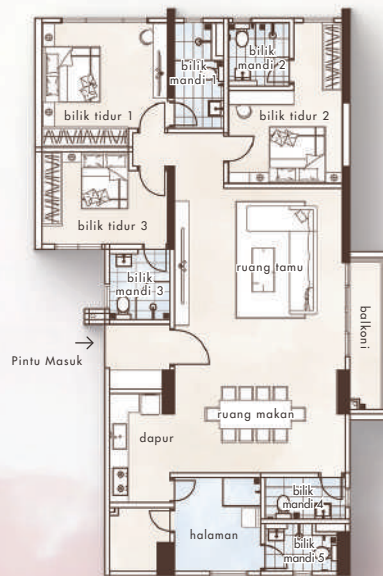 bilik
mandi 1
bilik
mandi 2
bilik tidur 1
bilik tidur 2
bilik tidur 3
bilik
mandi 3
ruang tamu
balkoni
Pintu Masuk
ruang makan
dapur
bilik
mandi 4
halaman
bilik
mandi 5